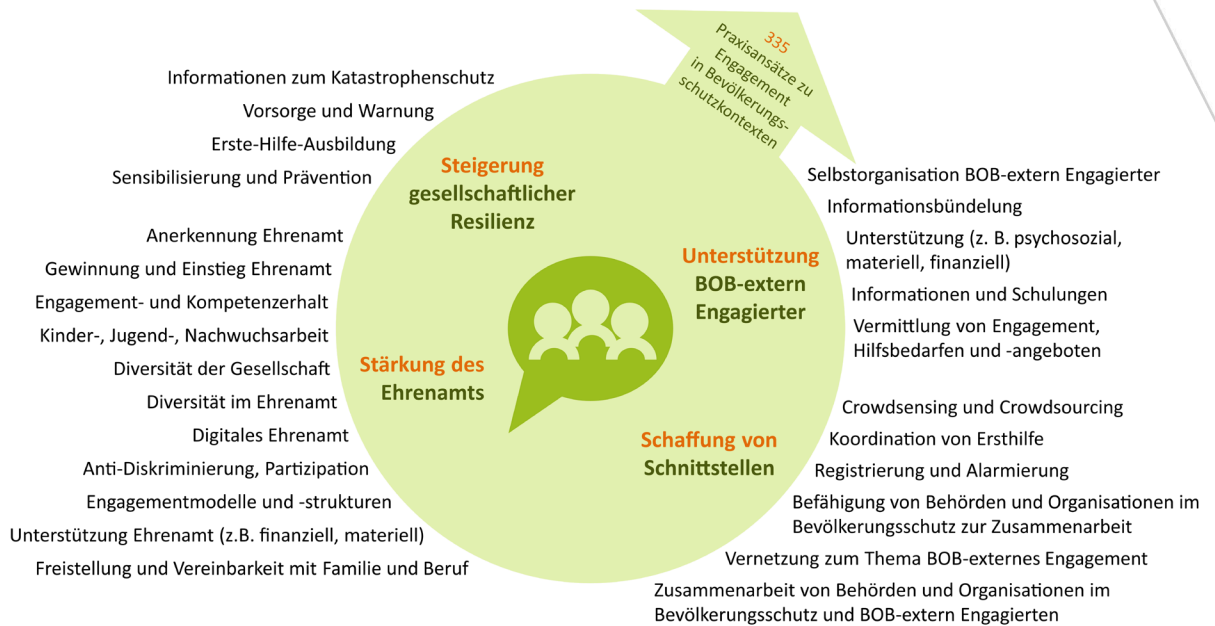 335
Praxisansätze zu
Engagement
in Bevölkerungs-
schutzkontexten
Steigerung
gesellschaftlicher
Resilienz
Informationen zum Katastrophenschutz
Vorsorge und Warnung
Erste-Hilfe-Ausbildung
Sensibilisierung und Prävention
Stärkung des
Ehrenamts
Anerkennung Ehrenamt
Gewinnung und Einstieg Ehrenamt
Engagement- und Kompetenzerhalt
Kinder-, Jugend-, Nachwuchsarbeit
Diversität der Gesellschaft
Diversität im Ehrenamt
Digitales Ehrenamt
Anti-Diskriminierung, Partizipation
Engagementmodelle und -strukturen
Unterstützung Ehrenamt (z.B. finanziell, materiell)
Freistellung und Vereinbarkeit mit Familie und Beruf
Unterstützung
BOB-extern
Engagierter
Selbstorganisation BOB-extern Engagierter
Informationsbündelung
Unterstützung (z. B. psychosozial,
materiell, finanziell)
Informationen und Schulungen
Vermittlung von Engagement,
Hilfsbedarfen und -angeboten
Schaffung von
Schnittstellen
Crowdsensing und Crowdsourcing
Koordination von Ersthilfe
Registrierung und Alarmierung
Befähigung von Behörden und Organisationen im
Bevölkerungsschutz zur Zusammenarbeit
Vernetzung zum Thema BOB-externes Engagement
Zusammenarbeit von Behörden und Organisationen im
Bevölkerungsschutz und BOB-extern Engagierten